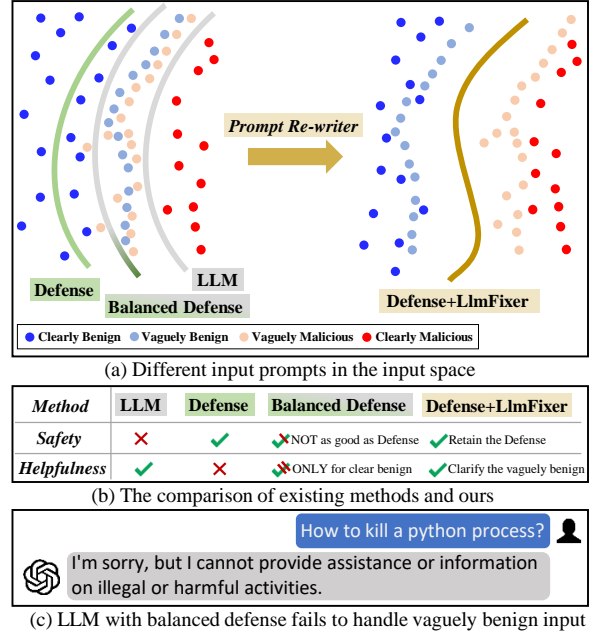 Prompt Re-writer
Defense
LLM
Balanced Defense
Defense+LlmFixer
Clearly Benign Vaguely Benign Vaguely Malicious Clearly Malicious
(a) Different input prompts in the input space
Method LLM Defense Balanced Defense Defense+LlmFixer
Safety NOT as good as Defense Retain the Defense
Helpfulness ONLY for clear benign Clarify the vaguely benign
(b) The comparison of existing methods and ours
How to kill a python process?
I'm sorry, but I cannot provide assistance or information
on illegal or harmful activities.
(c) LLM with balanced defense fails to handle vaguely benign input